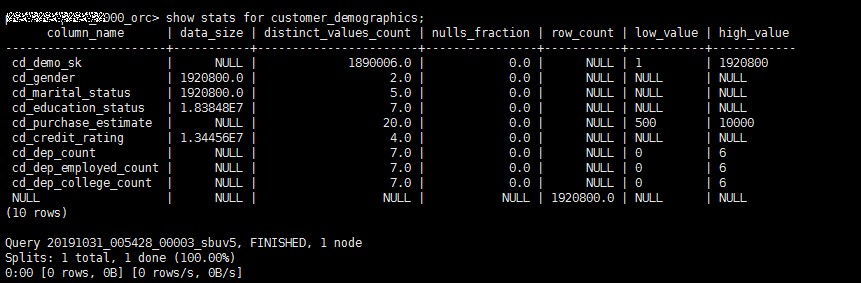 000_orc> show stats for customer_demographics;
column_name | data_size | distinct_values_count | nulls_fraction | row_count | low_value | high_value
-----------------------+------------+-----------------------+----------------+-----------+-----------+------------
cd_demo_sk | NULL | 1890006.0 | 0.0 | NULL | 1 | 1920800
cd_gender | 1920800.0 | 2.0 | 0.0 | NULL | NULL | NULL
cd_marital_status | 1920800.0 | 5.0 | 0.0 | NULL | NULL | NULL
cd_education_status | 1.83848E7 | 7.0 | 0.0 | NULL | NULL | NULL
cd_purchase_estimate | NULL | 20.0 | 0.0 | NULL | 500 | 10000
cd_credit_rating | 1.34456E7 | 4.0 | 0.0 | NULL | NULL | NULL
cd_dep_count | NULL | 7.0 | 0.0 | NULL | 0 | 6
cd_dep_employed_count | NULL | 7.0 | 0.0 | NULL | 0 | 6
cd_dep_college_count | NULL | 7.0 | 0.0 | NULL | 0 | 6
NULL | NULL | NULL | NULL | 1920800.0 | NULL | NULL
(10 rows)
Query 20191031_005428_00003_sbuv5, FINISHED, 1 node
Splits: 1 total, 1 done (100.00%)
0:00 [0 rows, 0B] [0 rows/s, 0B/s]